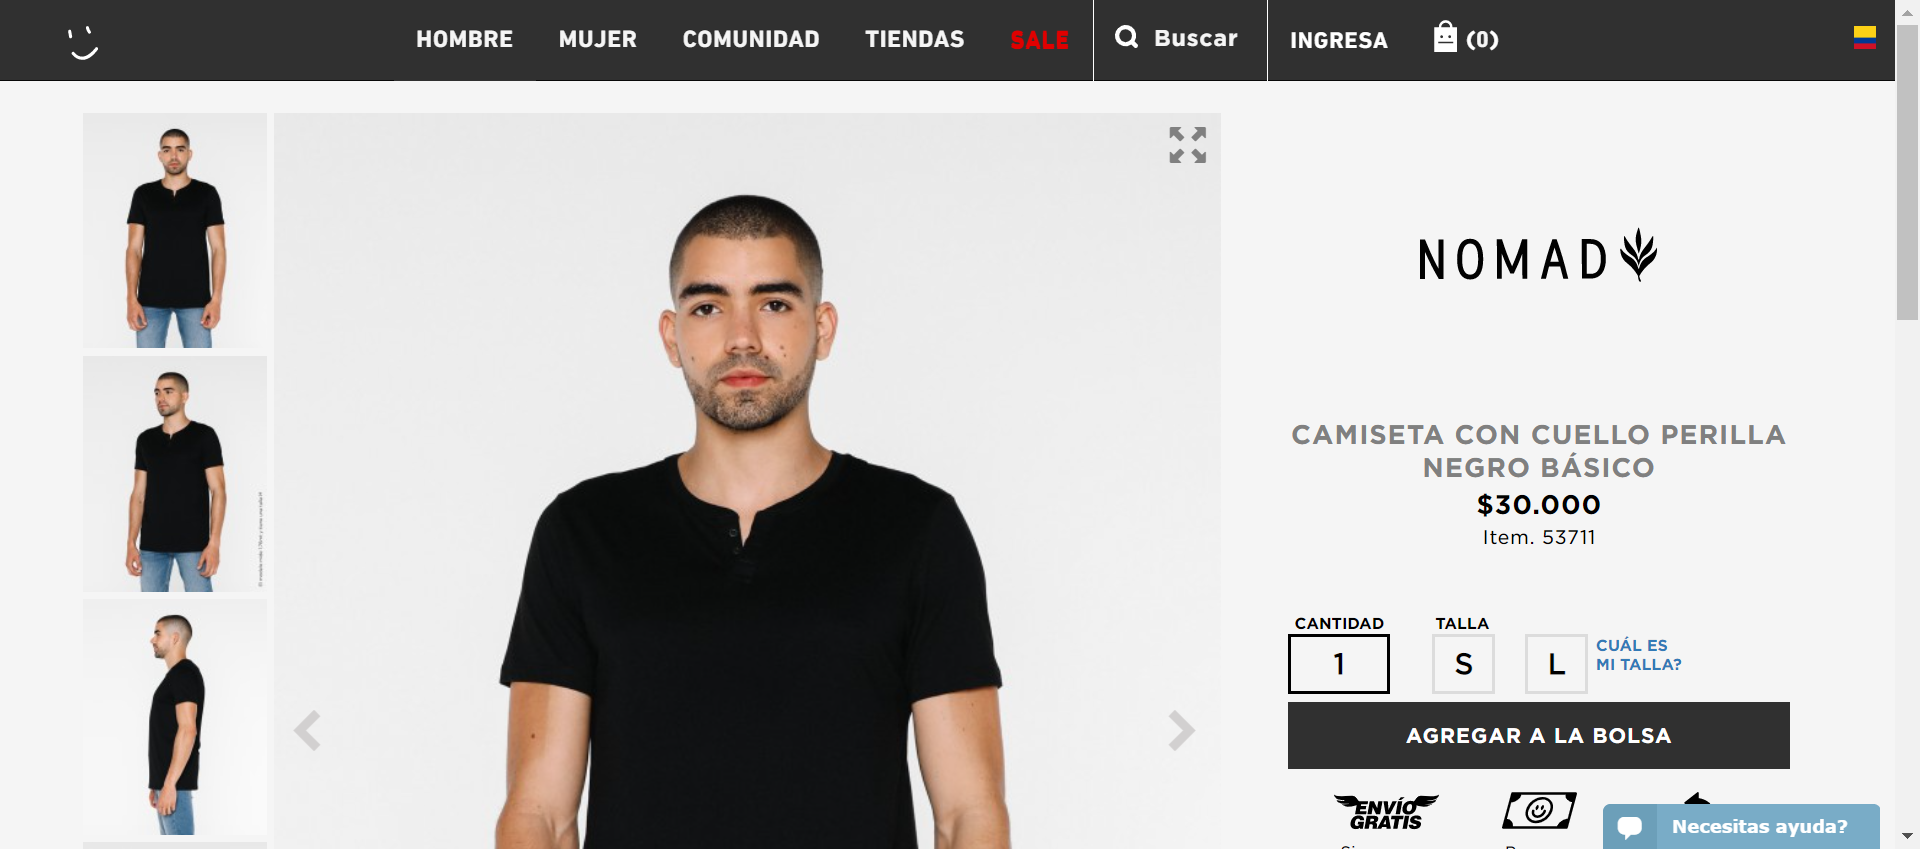 HOMBRE MUJER COMUNIDAD TIENDAS SALE Buscar INGRESA (0)
NOMAD
CAMISETA CON CUELLO PERILLA
NEGRO BÁSICO
$30.000
Item. 53711
CANTIDAD TALLA
1 S L
CUÁL ES
MI TALLA?
AGREGAR A LA BOLSA
ENVÍO
GRATIS
Necesitas ayuda?